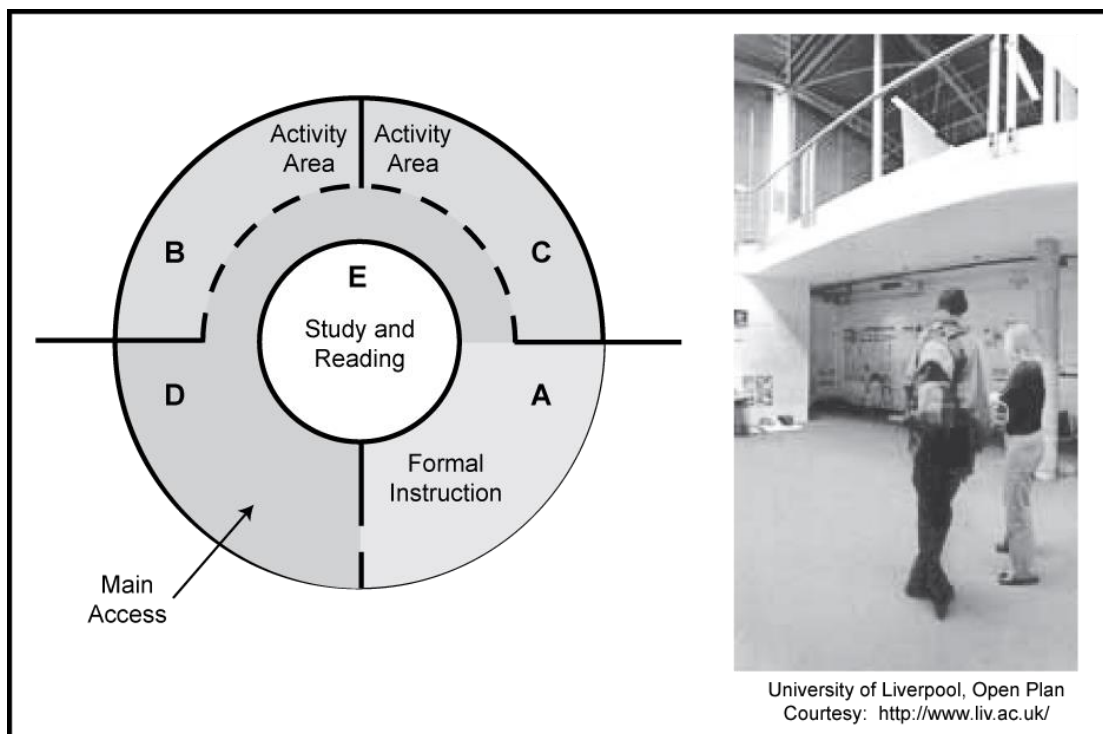 Activity
Area
Activity
Area
B
C
E
Study and
Reading
D
A
Formal
Instruction
Main
Access
University of Liverpool, Open Plan
Courtesy: http://www.liv.ac.uk/